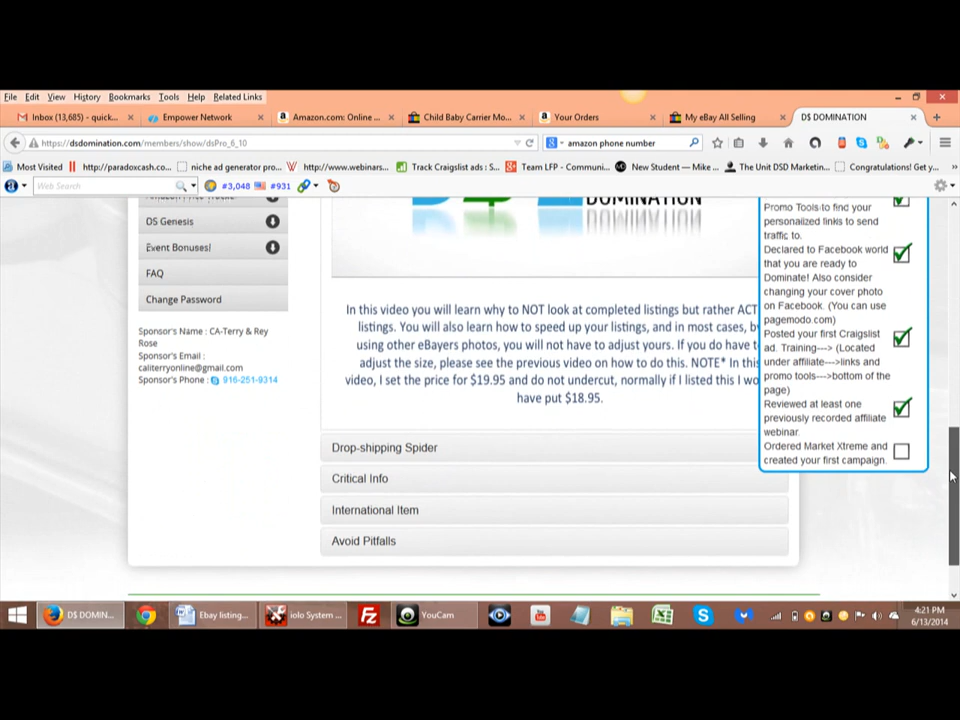 File Edit View History Bookmarks Tools Help Related Links
Inbox (13,685) - quick... Empower Network Amazon.com: Online ... Child Baby Carrier Mo... Your Orders My eBay All Selling D$ DOMINATION
https://dsdomination.com/members/show/dsPro_6_10 amazon phone number
Most Visited http://paradoxcash.co... niche ad generator pro... http://www.webinars... Track Craigslist ads : S... Team LFP - Communi... New Student — Mike ... The Unit DSD Marketin... Congratulations! Get y...
Web Search #3,048 #931
DS Genesis
Event Bonuses!
FAQ
Change Password
Sponsor's Name : CA-Terry & Rey
Rose
Sponsor's Email :
caliterryonline@gmail.com
Sponsor's Phone : 916-251-9314
DOMINATION
In this video you will learn why to NOT look at completed listings but rather ACT
listings. You will also learn how to speed up your listings, and in most cases, b
using other eBayers photos, you will not have to adjust yours. If you do have t
adjust the size, please see the previous video on how to do this. NOTE* In this
video, I set the price for $19.95 and do not undercut, normally if I listed this I wo
have put $18.95.
Drop-shipping Spider
Critical Info
International Item
Avoid Pitfalls
Promo Tools to find your
personalized links to send
traffic to.
Declared to Facebook world
that you are ready to
Dominate! Also consider
changing your cover photo
on Facebook. (You can use
pagemodo.com)
Posted your first Craigslist
ad. Training---> (Located
under affiliate--->links and
promo tools--->bottom of the
page)
Reviewed at least one
previously recorded affiliate
webinar.
Ordered Market Xtreme and
created your first campaign.
D$ DOMIN... Ebay listing... iolo System ... YouCam
4:21 PM
6/13/2014